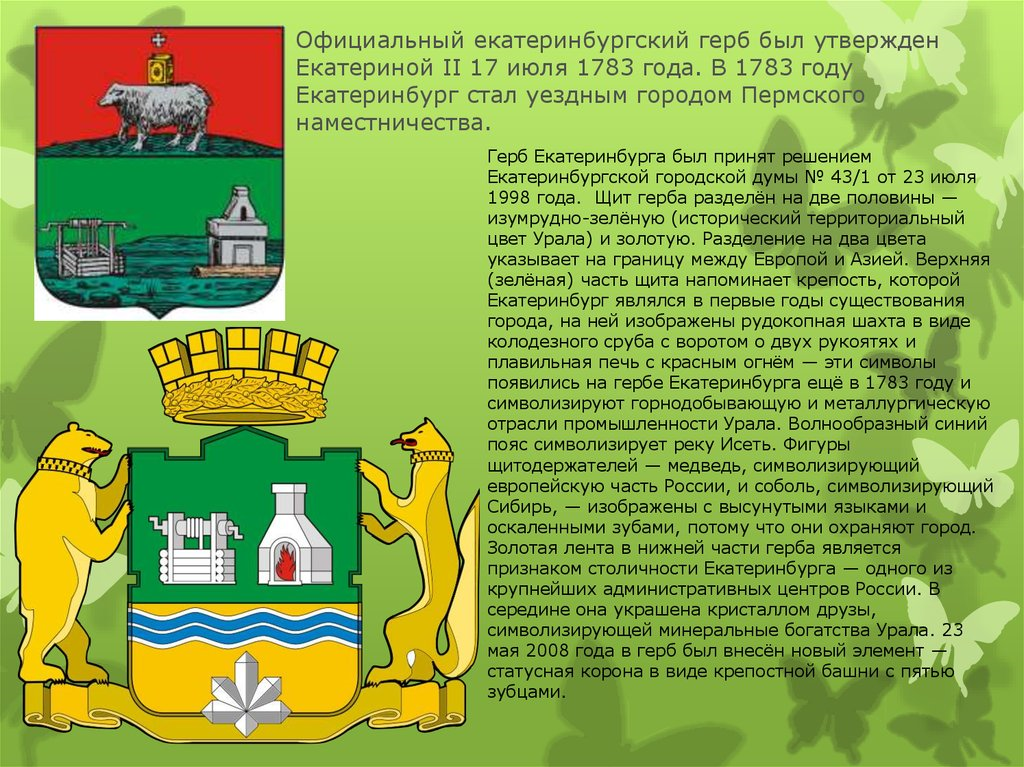 Официальный екатеринбургский герб был утвержден
Екатериной II 17 июля 1783 года. В 1783 году
Екатеринбург стал уездным городом Пермского
наместничества.
Герб Екатеринбурга был принят решением
Екатеринбургской городской думы № 43/1 от 23 июля
1998 года. Щит герба разделён на две половины —
изумрудно-зелёную (исторический территориальный
цвет Урала) и золотую. Разделение на два цвета
указывает на границу между Европой и Азией. Верхняя
(зелёная) часть щита напоминает крепость, которой
Екатеринбург являлся в первые годы существования
города, на ней изображены рудокопная шахта в виде
колодезного сруба с воротом о двух рукоятях и
плавильная печь с красным огнём — эти символы
появились на гербе Екатеринбурга ещё в 1783 году и
символизируют горнодобывающую и металлургическую
отрасли промышленности Урала. Волнообразный синий
пояс символизирует реку Исеть. Фигуры
щитодержателей — медведь, символизирующий
европейскую часть России, и соболь, символизирующий
Сибирь, — изображены с высунутыми языками и
оскаленными зубами, потому что они охраняют город.
Золотая лента в нижней части герба является
признаком столичности Екатеринбурга — одного из
крупнейших административных центров России. В
середине она украшена кристаллом друзы,
символизирующей минеральные богатства Урала. 23
мая 2008 года в герб был внесён новый элемент —
статусная корона в виде крепостной башни с пятью
зубцами.